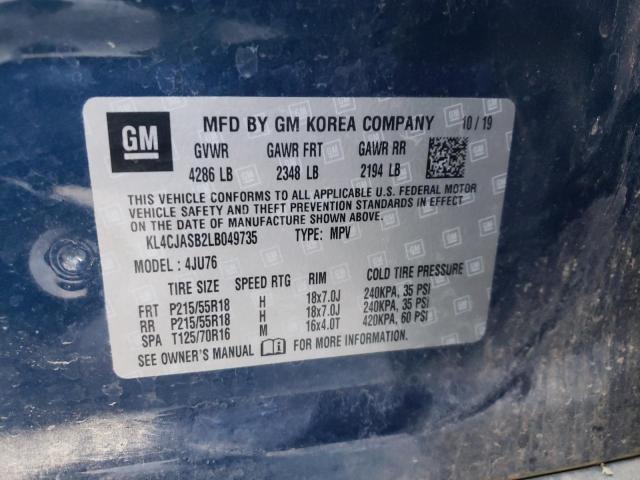 GM MFD BY GM KOREA COMPANY 10 / 19
GVWR GAWR FRT GAWR RR
4286 LB 2348 LB 2194 LB
THIS VEHICLE CONFORMS TO ALL APPLICABLE U.S. FEDERAL MOTOR
VEHICLE SAFETY AND THEFT PREVENTION STANDARDS IN EFFECT
ON THE DATE OF MANUFACTURE SHOWN ABOVE.
KL4CJASB2LB049735 TYPE: MPV
MODEL : 4JU76
TIRE SIZE SPEED RTG RIM COLD TIRE PRESSURE
FRT P215/55R18 H 18x7.0J 240KPA, 35 PSI
RR P215/55R18 H 18x7.0J 240KPA, 35 PSI
SPA T125/70R16 M 16x4.0T 420KPA, 60 PSI
SEE OWNER'S MANUAL FOR MORE INFORMATION.